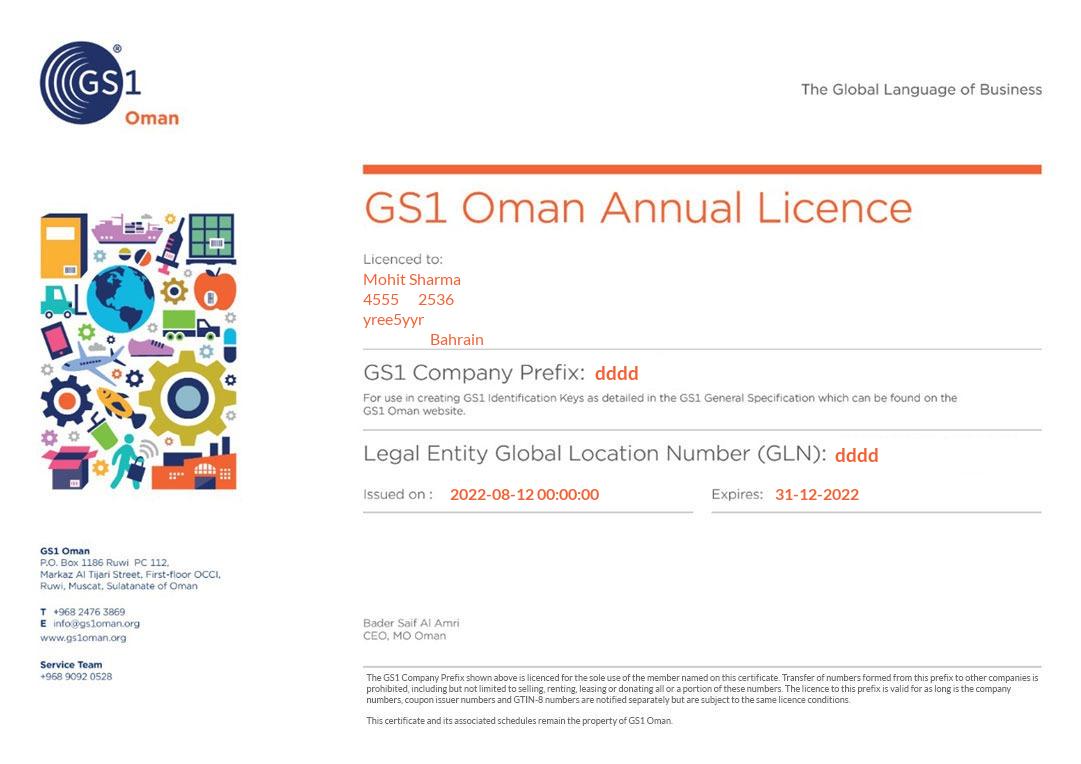 GS1
®
Oman
The Global Language of Business
GS1 Oman Annual Licence
Licenced to:
Mohit Sharma
4555 2536
yree5yyr
Bahrain
GS1 Company Prefix: dddd
For use in creating GS1 Identification Keys as detailed in the GS1 General Specification which can be found on the
GS1 Oman website.
Legal Entity Global Location Number (GLN): dddd
Issued on : 2022-08-12 00:00:00 Expires: 31-12-2022
GS1 Oman
P.O. Box 1186 Ruwi PC 112,
Markaz Al Tijari Street, First-floor OCCI,
Ruwi, Muscat, Sulatanate of Oman
T +968 2476 3869
E info@gs1oman.org
www.gs1oman.org
Service Team
+968 9092 0528
Bader Saif Al Amri
CEO, MO Oman
The GS1 Company Prefix shown above is licenced for the sole use of the member named on this certificate. Transfer of numbers formed from this prefix to other companies is
prohibited, including but not limited to selling, renting, leasing or donating all or a portion of these numbers. The licence to this prefix is valid for as long is the company
numbers, coupon issuer numbers and GTIN-8 numbers are notified separately but are subject to the same licence conditions.
This certificate and its associated schedules remain the property of GS1 Oman.